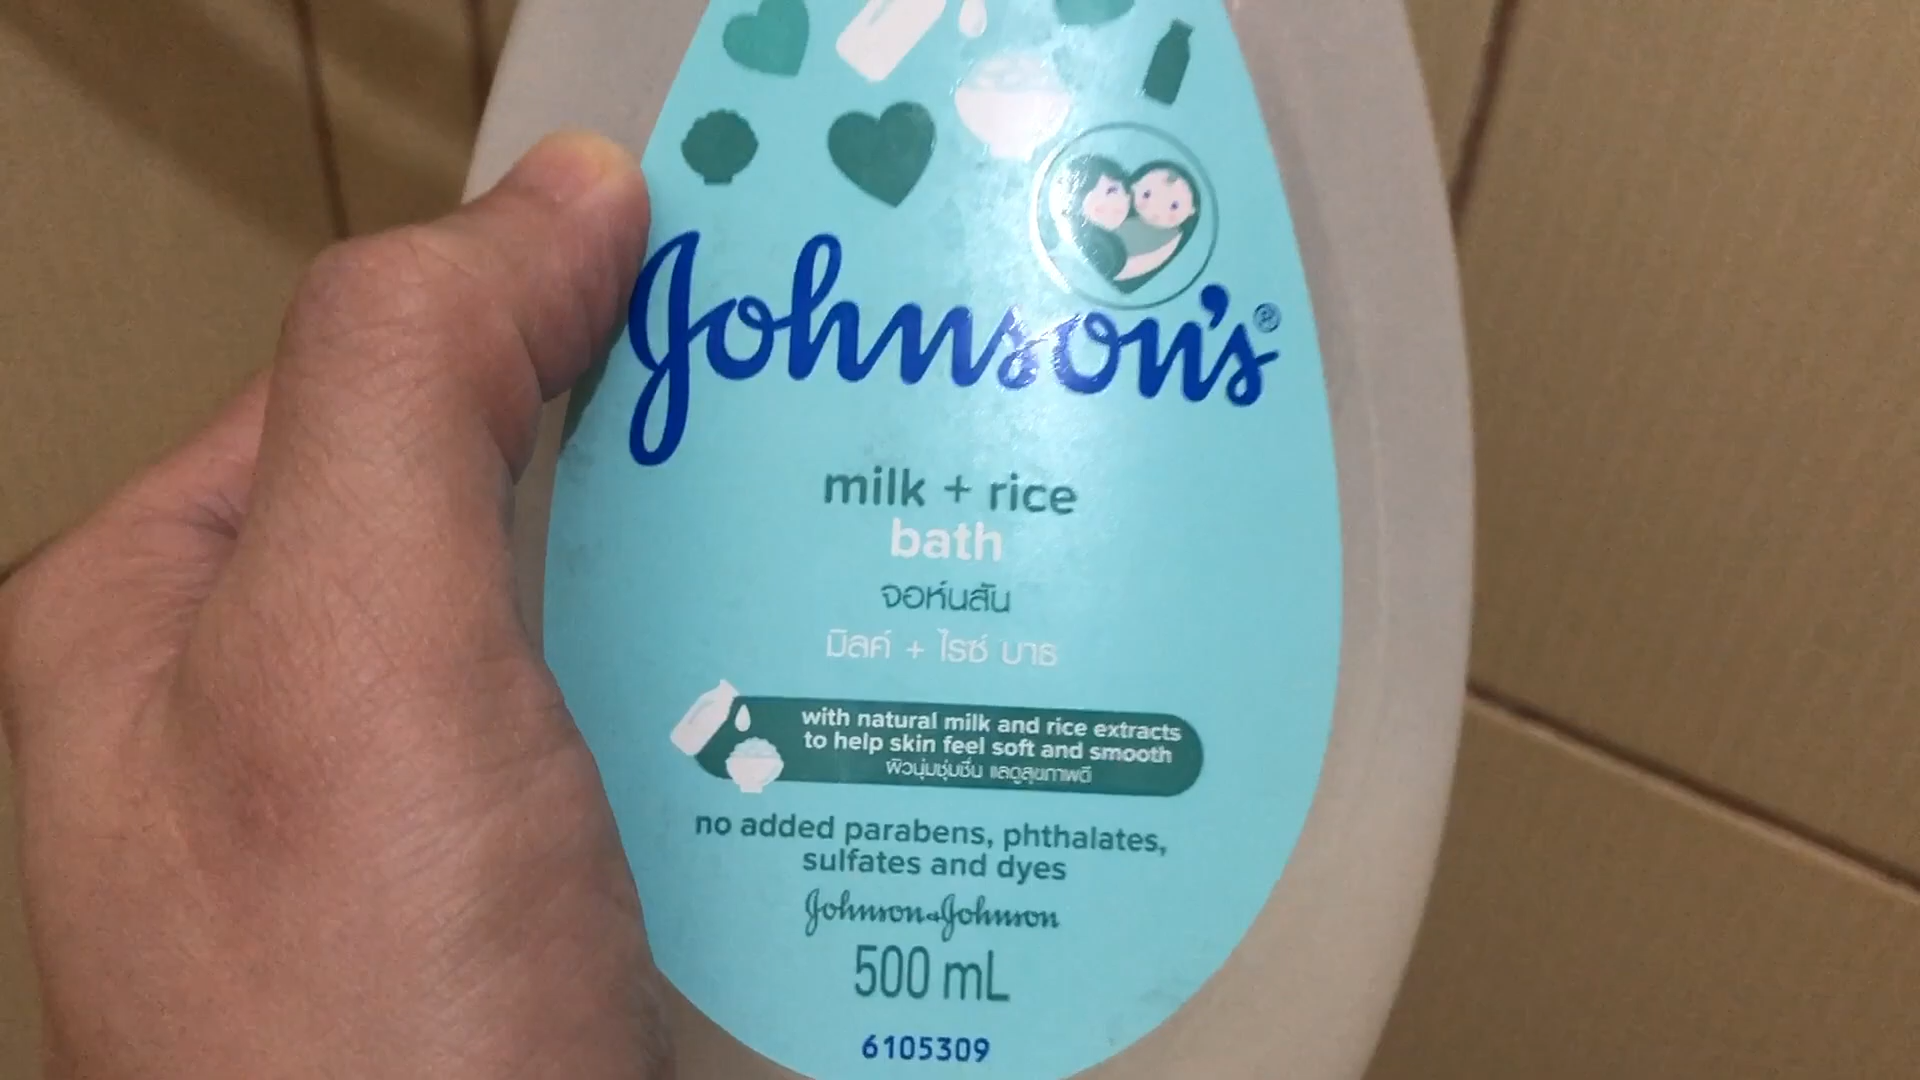 Johnson's®
milk + rice
bath
จอห์นสัน
มิลค์ + ไรซ์ บาธ
with natural milk and rice extracts
to help skin feel soft and smooth
ผิวนุ่มชุ่มชื่น แลดูสุขภาพดี
no added parabens, phthalates,
sulfates and dyes
Johnson & Johnson
500 mL
6105309